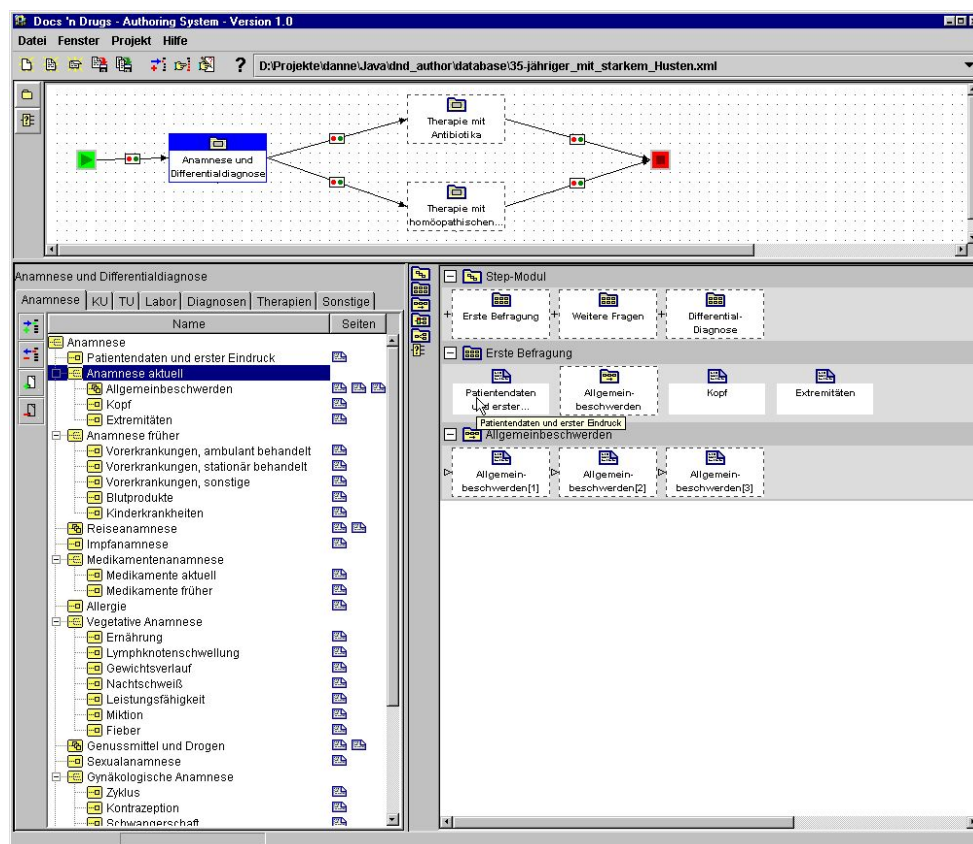 Docs 'n Drugs - Authoring System - Version 1.0
Datei Fenster Projekt Hilfe
? D:\Projekte\danne\Java\dnd_author\database\35-jähriger_mit_starkem_Husten.xml
Anamnese und
Differentialdiagnose
Therapie mit
Antibiotika
Therapie mit
homöopathischen...
Anamnese und Differentialdiagnose
Anamnese KU TU Labor Diagnosen Therapien Sonstige
Name Seiten
Anamnese
Patientendaten und erster Eindruck
Anamnese aktuell
Allgemeinbeschwerden
Kopf
Extremitäten
Anamnese früher
Vorerkrankungen, ambulant behandelt
Vorerkrankungen, stationär behandelt
Vorerkrankungen, sonstige
Blutprodukte
Kinderkrankheiten
Reiseanamnese
Impfanamnese
Medikamentenanamnese
Medikamente aktuell
Medikamente früher
Allergie
Vegetative Anamnese
Ernährung
Lymphknotenschwellung
Gewichtsverlauf
Nachtschweiß
Leistungsfähigkeit
Miktion
Fieber
Genussmittel und Drogen
Sexualanamnese
Gynäkologische Anamnese
Zyklus
Kontrazeption
Schwangerschaft
Step-Modul
Erste Befragung
Weitere Fragen
Differential-
Diagnose
Erste Befragung
Patientendaten
und erster...
Allgemein-
beschwerden
Kopf
Extremitäten
Patientendaten und erster Eindruck
Allgemeinbeschwerden
Allgemein-
beschwerden[1]
Allgemein-
beschwerden[2]
Allgemein-
beschwerden[3]